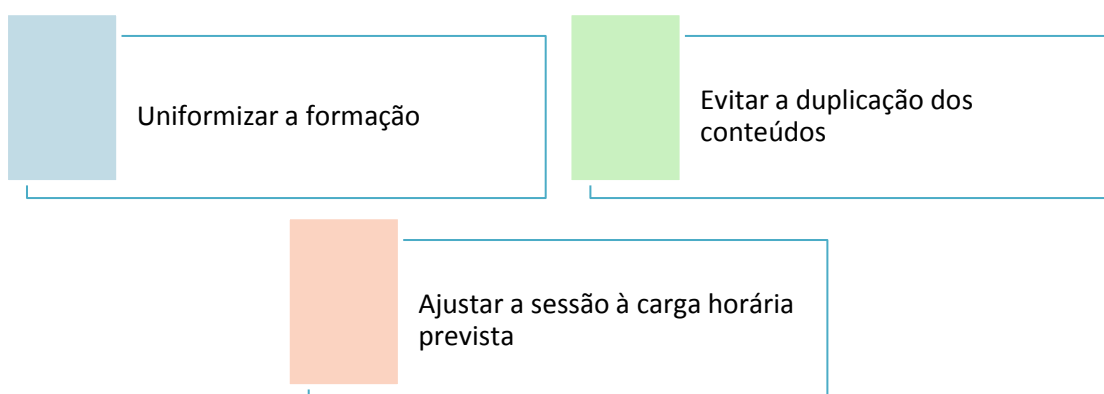 Uniformizar a formação
Evitar a duplicação dos
conteúdos
Ajustar a sessão à carga horária
prevista